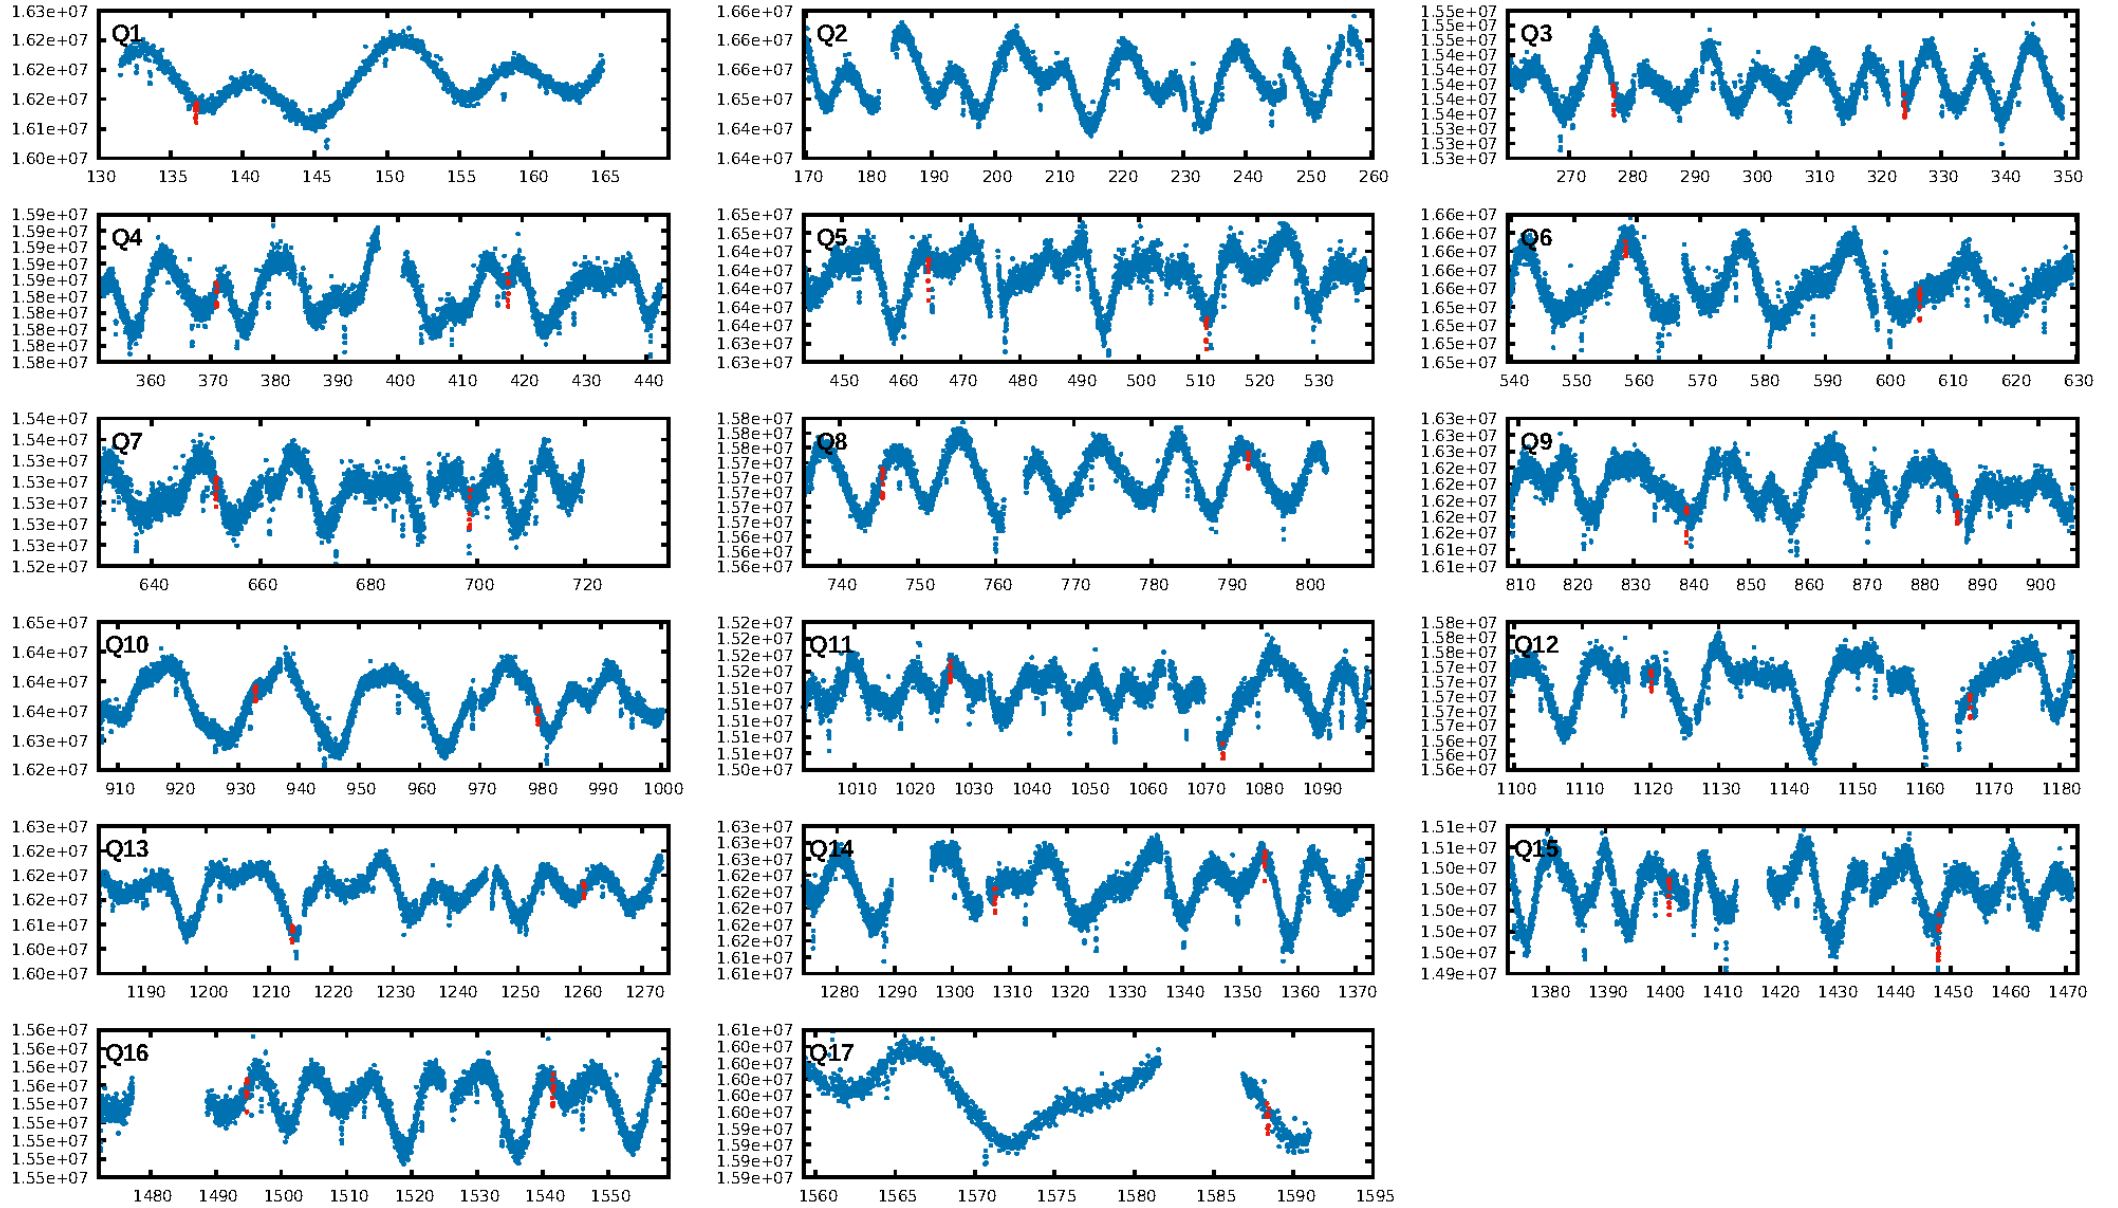 1.63e+07
1.62e+07
1.62e+07
1.62e+07
1.61e+07
1.60e+07
Q1
130 135 140 145 150 155 160 165
1.66e+07
1.66e+07
1.66e+07
1.65e+07
1.64e+07
1.64e+07
Q2
170 180 190 200 210 220 230 240 250 260
1.55e+07
1.55e+07
1.55e+07
1.54e+07
1.54e+07
1.54e+07
1.54e+07
1.54e+07
1.53e+07
1.53e+07
1.53e+07
Q3
270 280 290 300 310 320 330 340 350
1.59e+07
1.59e+07
1.59e+07
1.59e+07
1.59e+07
1.58e+07
1.58e+07
1.58e+07
1.58e+07
1.58e+07
Q4
360 370 380 390 400 410 420 430 440
1.65e+07
1.65e+07
1.64e+07
1.64e+07
1.64e+07
1.64e+07
1.64e+07
1.63e+07
1.63e+07
Q5
450 460 470 480 490 500 510 520 530
1.66e+07
1.66e+07
1.66e+07
1.66e+07
1.66e+07
1.65e+07
1.65e+07
1.65e+07
1.65e+07
Q6
540 550 560 570 580 590 600 610 620 630
1.54e+07
1.54e+07
1.53e+07
1.53e+07
1.53e+07
1.53e+07
1.53e+07
1.52e+07
Q7
640 660 680 700 720
1.58e+07
1.58e+07
1.58e+07
1.57e+07
1.57e+07
1.57e+07
1.57e+07
1.57e+07
1.56e+07
1.56e+07
1.56e+07
Q8
740 750 760 770 780 790 800
1.63e+07
1.63e+07
1.63e+07
1.62e+07
1.62e+07
1.62e+07
1.62e+07
1.62e+07
1.61e+07
1.61e+07
Q9
810 820 830 840 850 860 870 880 890 900
1.65e+07
1.64e+07
1.64e+07
1.64e+07
1.63e+07
1.62e+07
Q10
910 920 930 940 950 960 970 980 990 1000
1.52e+07
1.52e+07
1.52e+07
1.52e+07
1.51e+07
1.51e+07
1.51e+07
1.51e+07
1.51e+07
1.50e+07
Q11
1010 1020 1030 1040 1050 1060 1070 1080 1090
1.58e+07
1.58e+07
1.58e+07
1.57e+07
1.57e+07
1.57e+07
1.57e+07
1.57e+07
1.56e+07
1.56e+07
1.56e+07
Q12
1100 1110 1120 1130 1140 1150 1160 1170 1180
1.63e+07
1.62e+07
1.62e+07
1.62e+07
1.61e+07
1.60e+07
1.60e+07
Q13
1190 1200 1210 1220 1230 1240 1250 1260 1270
1.63e+07
1.63e+07
1.63e+07
1.62e+07
1.62e+07
1.62e+07
1.62e+07
1.62e+07
1.61e+07
1.61e+07
Q14
1280 1290 1300 1310 1320 1330 1340 1350 1360 1370
1.51e+07
1.51e+07
1.51e+07
1.50e+07
1.50e+07
1.50e+07
1.50e+07
1.49e+07
Q15
1380 1390 1400 1410 1420 1430 1440 1450 1460 1470
1.56e+07
1.56e+07
1.56e+07
1.56e+07
1.55e+07
1.55e+07
1.55e+07
1.55e+07
1.55e+07
Q16
1480 1490 1500 1510 1520 1530 1540 1550
1.61e+07
1.60e+07
1.60e+07
1.60e+07
1.60e+07
1.60e+07
1.59e+07
1.59e+07
1.59e+07
1.59e+07
Q17
1560 1565 1570 1575 1580 1585 1590 1595